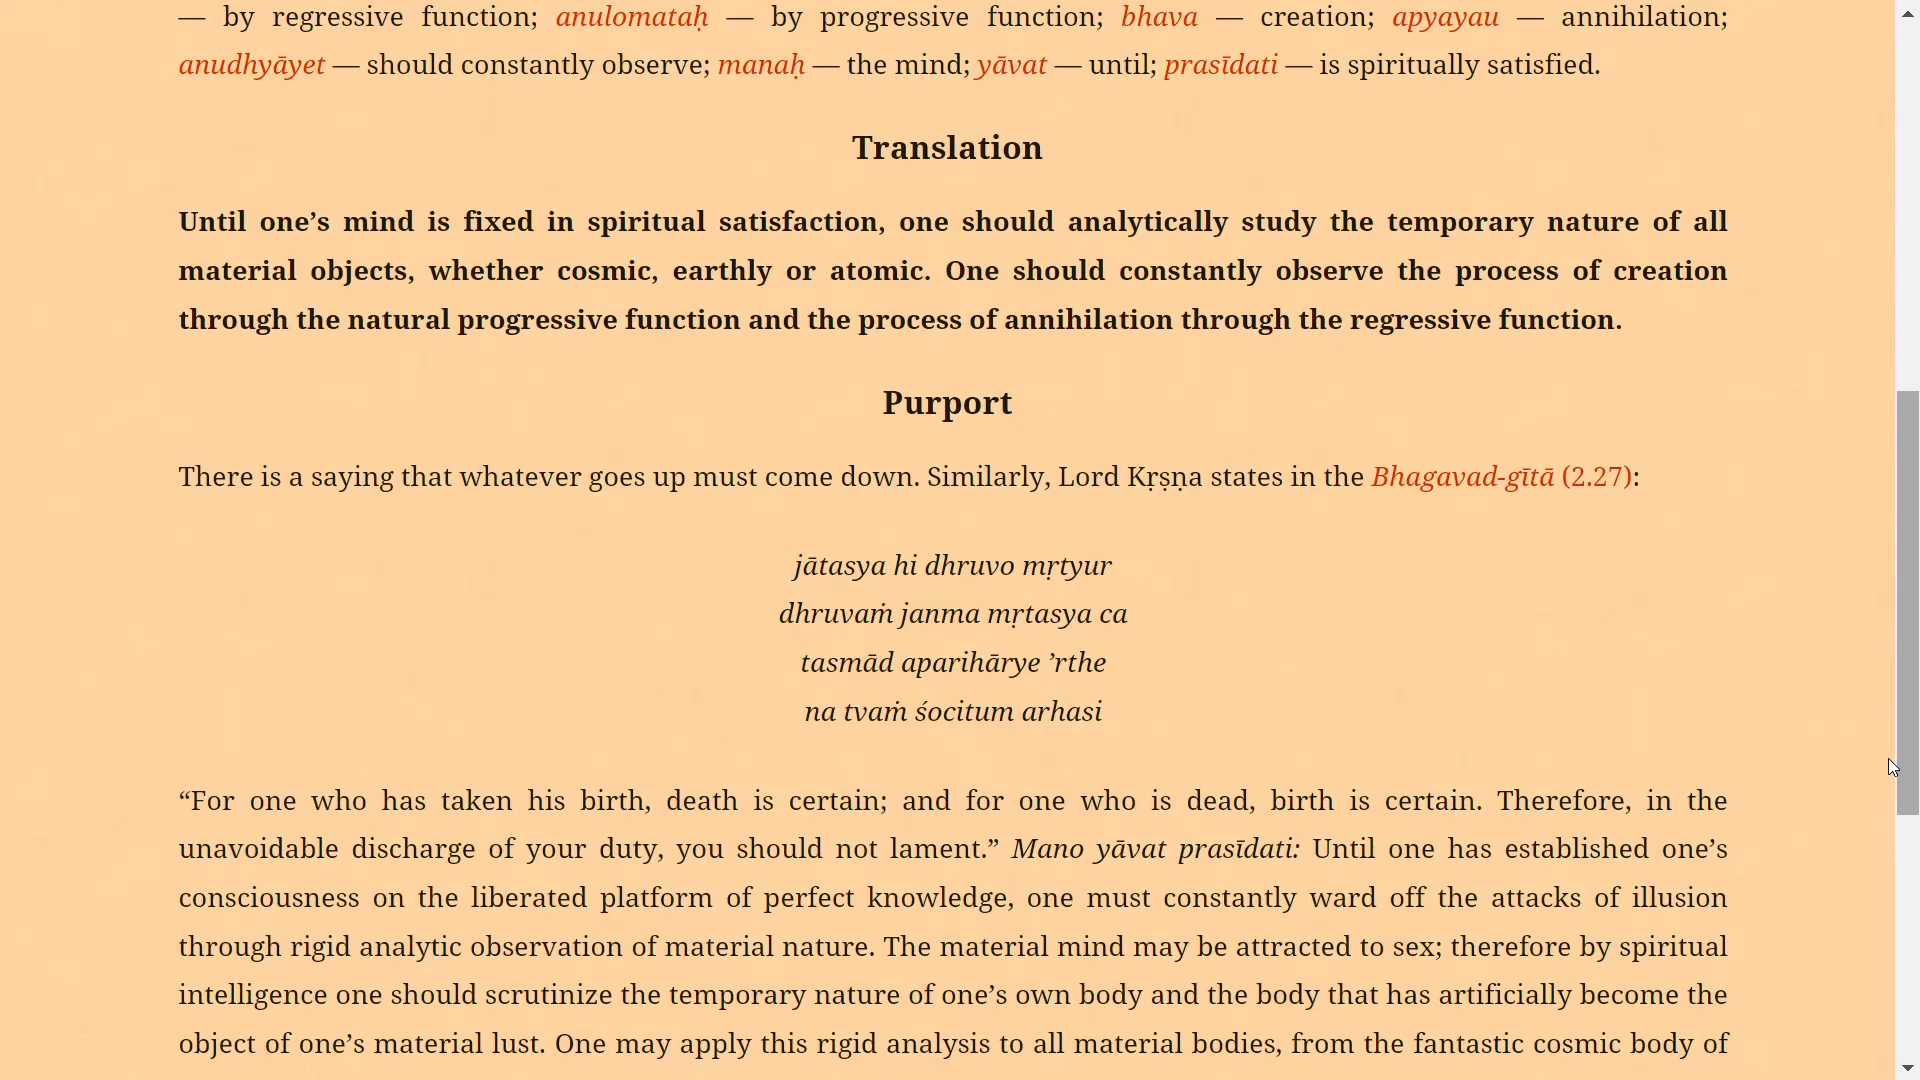 — by regressive function; anulomataḥ — by progressive function; bhava — creation; apyayau — annihilation;
anudhyāyet — should constantly observe; manaḥ — the mind; yāvat — until; prasīdati — is spiritually satisfied.
Translation
Until one’s mind is fixed in spiritual satisfaction, one should analytically study the temporary nature of all
material objects, whether cosmic, earthly or atomic. One should constantly observe the process of creation
through the natural progressive function and the process of annihilation through the regressive function.
Purport
There is a saying that whatever goes up must come down. Similarly, Lord Kṛṣṇa states in the Bhagavad-gītā (2.27):
jātasya hi dhruvo mṛtyur
dhruvaṁ janma mṛtasya ca
tasmād aparihārye ’rthe
na tvaṁ śocitum arhasi
“For one who has taken his birth, death is certain; and for one who is dead, birth is certain. Therefore, in the
unavoidable discharge of your duty, you should not lament.” Mano yāvat prasīdati: Until one has established one’s
consciousness on the liberated platform of perfect knowledge, one must constantly ward off the attacks of illusion
through rigid analytic observation of material nature. The material mind may be attracted to sex; therefore by spiritual
intelligence one should scrutinize the temporary nature of one’s own body and the body that has artificially become the
object of one’s material lust. One may apply this rigid analysis to all material bodies, from the fantastic cosmic body of